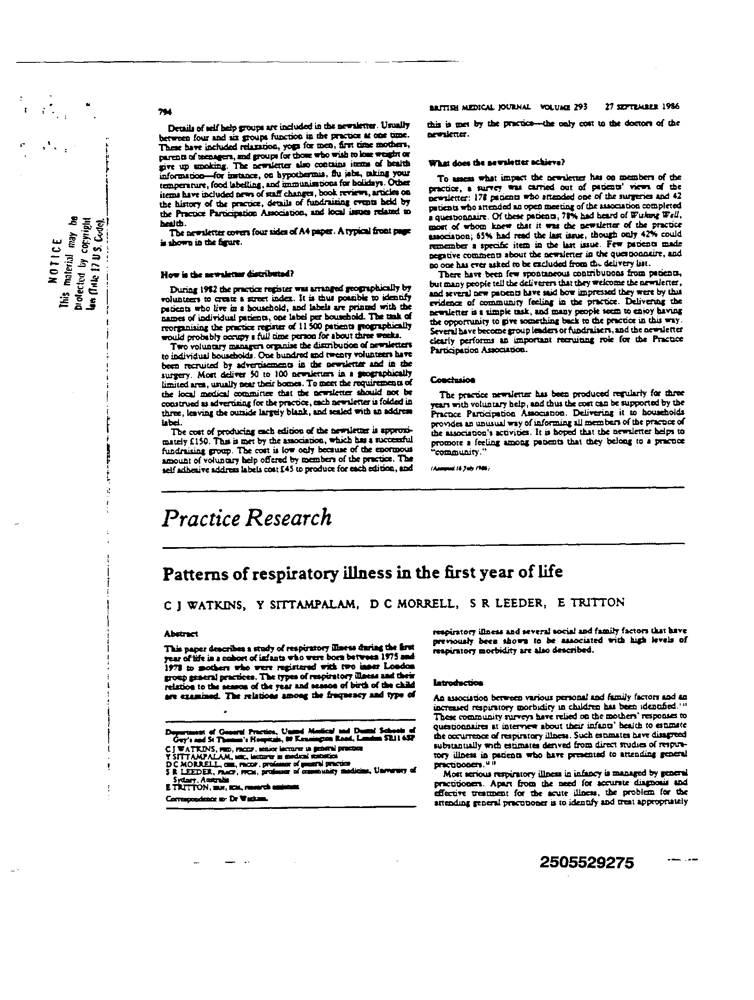 794
BRITISH MEDICAL JOURNAL VOLUME 293 27 SEPTEMBER 1986
Details of self help groups are included in the newsletter. Usually
between four and six groups function in the practice at one time.
These have included relaxation, yoga for men, first time mothers,
parents of teenagers, and groups for those who wish to lose weight or
give up smoking. The newsletter also contains items of health
information—for instance, on hypothermia, flu jabs, taking your
temperature, food labelling, and immunisations for holidays. Other
items have included news of staff changes, book reviews, articles on
the history of the practice, details of fundraising events held by
the Practice Participation Association, and local issues related to
health.
The newsletter covers four sides of A4 paper. A typical front page
is shown in the figure.
How is the newsletter distributed?
During 1982 the practice register was arranged geographically by
volunteers to create a street index. It is thus possible to identify
patients who live in a household, and labels are printed with the
names of individual patients, one label per household. The task of
reorganising the practice register of 11 500 patients geographically
would probably occupy a full time person for about three weeks.
Two voluntary managers organise the distribution of newsletters
to individual households. One hundred and twenty volunteers have
been recruited by advertisements in the newsletter and in the
surgery. Most deliver 50 to 100 newsletters in a geographically
limited area, usually near their homes. To meet the requirements of
the local medical committee that the newsletter should not be
construed as advertising for the practice, each newsletter is folded in
three, leaving the outside largely blank, and sealed with an address
label.
The cost of producing each edition of the newsletter is approxi-
mately £150. This is met by the association, which has a successful
fundraising group. The cost is low only because of the enormous
amount of voluntary help offered by members of the practice. The
self adhesive address labels cost £45 to produce for each edition, and
this is met by the practice—the only cost to the doctors of the
newsletter.
What does the newsletter achieve?
To assess what impact the newsletter has on members of the
practice, a survey was carried out of patients' views of the
newsletter: 178 patients who attended one of the surgeries and 42
patients who attended an open meeting of the association completed
a questionnaire. Of these patients, 78% had heard of Well,
most of whom knew that it was the newsletter of the practice
association; 65% had read the last issue, though only 42% could
remember a specific item in the last issue. Few patients made
negative comments about the newsletter in the questionnaire, and
no one has ever asked to be excluded from the delivery list.
There have been few spontaneous contributions from patients,
but many people tell the deliverers that they welcome the newsletter,
and several new patients have said how impressed they were by this
evidence of community feeling in the practice. Delivering the
newsletter is a simple task, and many people seem to enjoy having
the opportunity to give something back to the practice in this way.
Several have become group leaders or fundraisers, and the newsletter
clearly performs an important recruiting role for the Practice
Participation Association.
Conclusion
The practice newsletter has been produced regularly for three
years with voluntary help, and thus the cost can be supported by the
Practice Participation Association. Delivering it to households
provides an unusual way of informing all members of the practice of
the association's activities. It is hoped that the newsletter helps to
promote a feeling among patients that they belong to a practice
"community."
(Accepted 16 July 1986)
NOTICE
This material may be
protected by copyright
law (Title 17 U.S. Code).
Practice Research
Patterns of respiratory illness in the first year of life
C J WATKINS, Y SITTAMPALAM, D C MORRELL, S R LEEDER, E TRITTON
Abstract
This paper describes a study of respiratory illness during the first
year of life in a cohort of infants who were born between 1975 and
1978 to mothers who were registered with two inner London
group general practices. The types of respiratory illness and their
relation to the season of the year and season of birth of the child
are examined. The relations among the frequency and type of
respiratory illness and several social and family factors that have
previously been shown to be associated with high levels of
respiratory morbidity are also described.
Introduction
An association between various personal and family factors and an
increased respiratory morbidity in children has been identified.
These community surveys have relied on the mothers' responses to
questionnaires at interview about their infants' health to estimate
the occurrence of respiratory illness. Such estimates have disagreed
substantially with estimates derived from direct studies of respira-
tory illness in patients who have presented to attending general
practitioners.
Most serious respiratory illness in infancy is managed by general
practitioners. Apart from the need for accurate diagnosis and
effective treatment for the acute illness, the problem for the
attending general practitioner is to identify and treat appropriately
Department of General Practice, United Medical and Dental Schools of
Guy's and St Thomas's Hospitals, 80 Kennington Road, London SE11 6SP
C J WATKINS, senior lecturer in general practice
Y SITTAMPALAM, MSC, lecturer in medical statistics
D C MORRELL, professor of general practice
S R LEEDER, professor of community medicine, University of
Sydney, Australia
E TRITTON, research assistant
Correspondence to: Dr Watkins.
2505529275